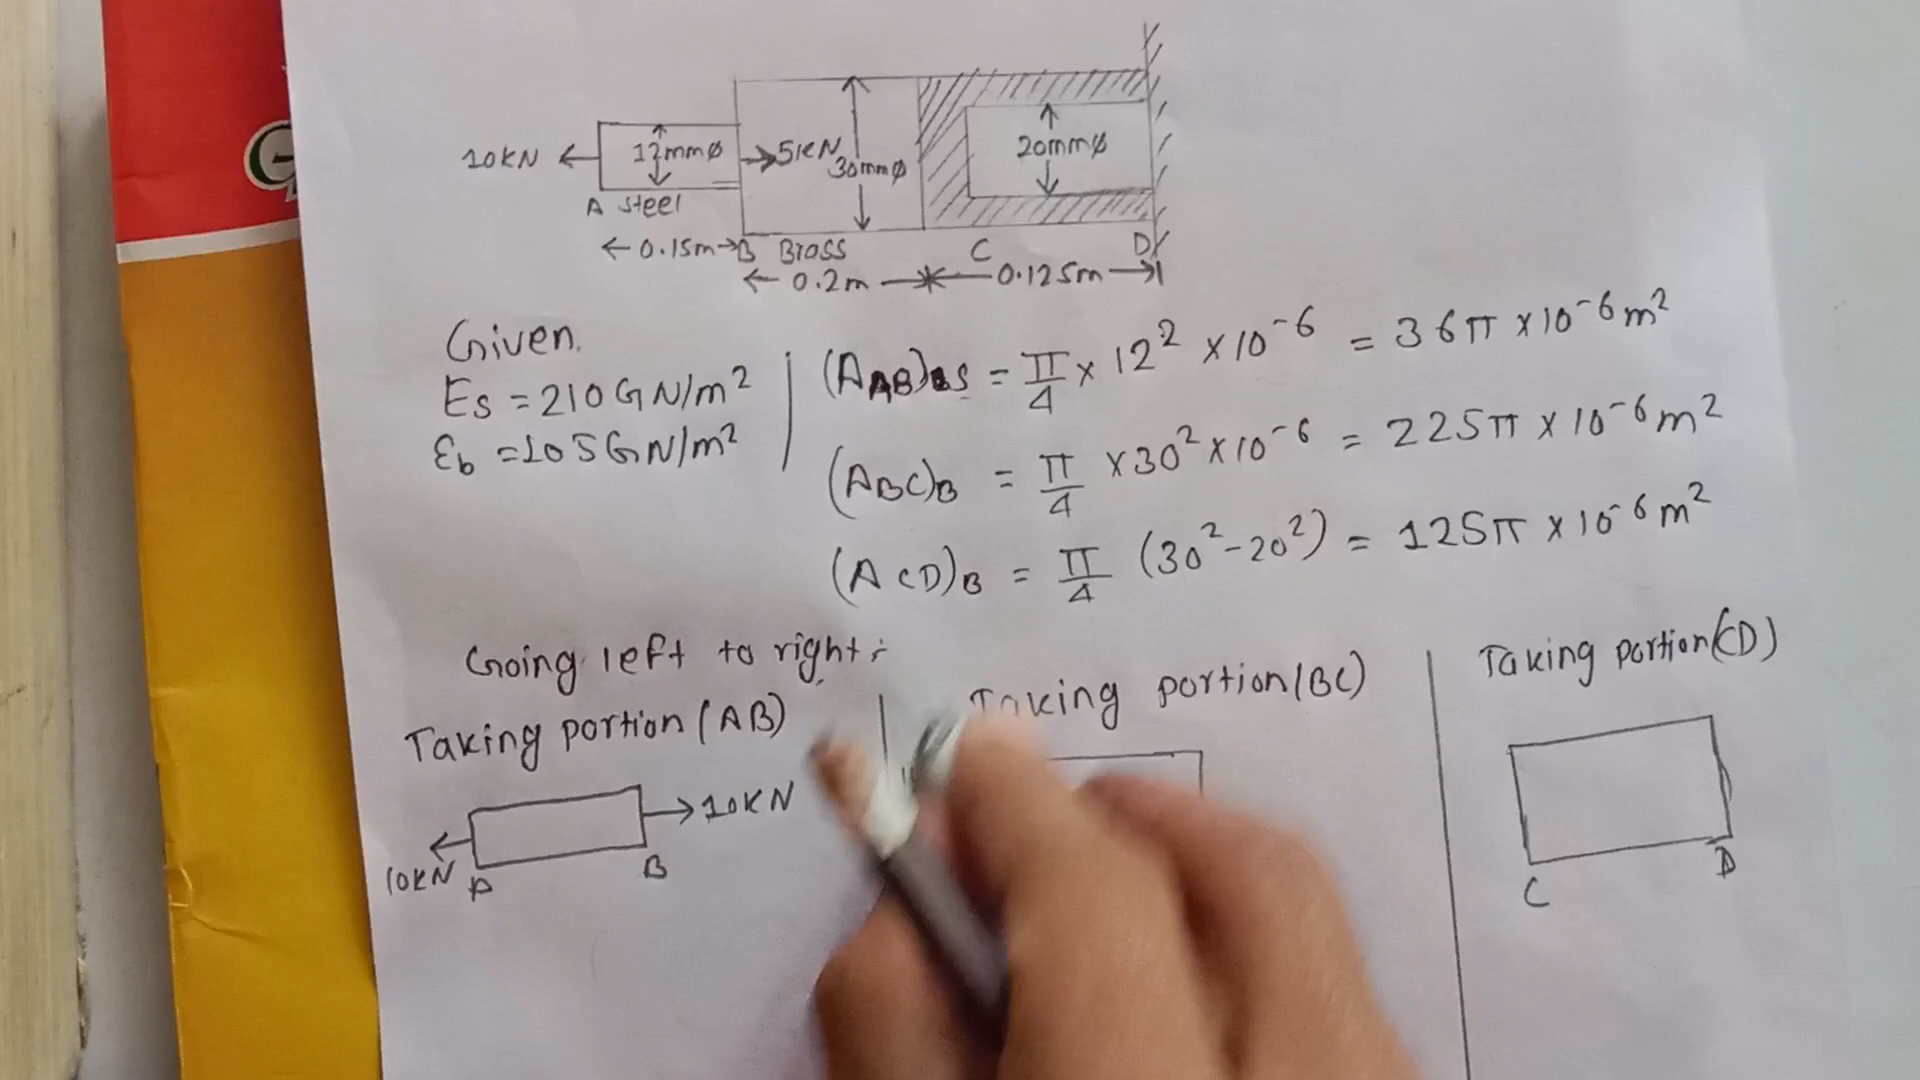 10KN
12mmø
5KN
30mmø
20mmø
A Steel
← 0.15m → B Brass C D
← 0.2m → ← 0.125m →
Given.
Es = 210 GN/m²
Eb = 105 GN/m²
(AAB)s = π/4 × 12² × 10⁻⁶ = 36π × 10⁻⁶ m²
(ABC)B = π/4 × 30² × 10⁻⁶ = 225π × 10⁻⁶ m²
(ACD)B = π/4 (30² - 20²) = 125π × 10⁻⁶ m²
Going left to right :
Taking portion (AB)
10KN
10KN A B
Taking portion (BC)
Taking portion (CD)
C D